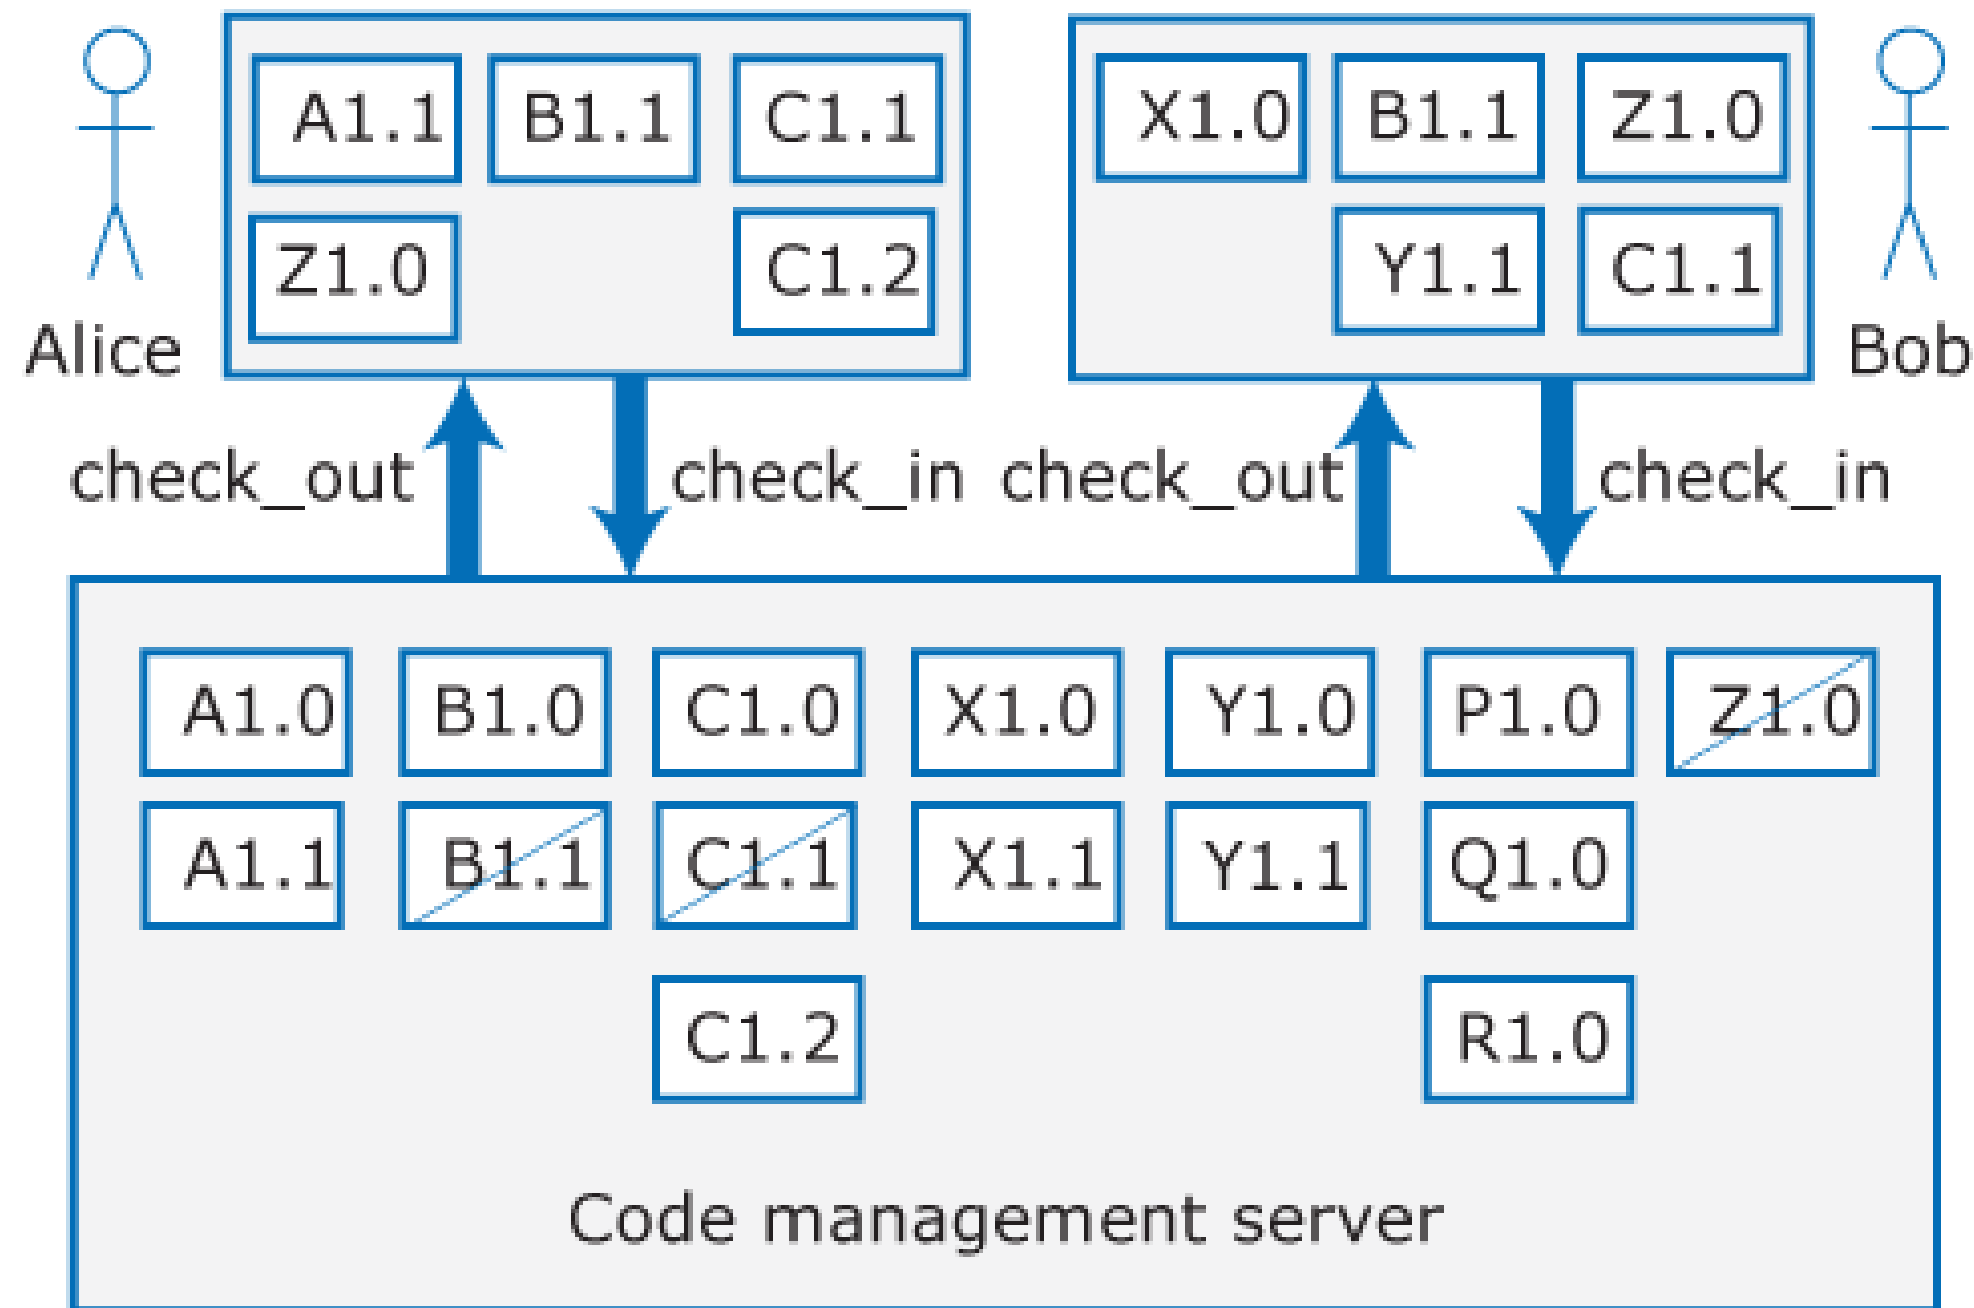 A1.1 B1.1 C1.1
Z1.0 C1.2
Alice
X1.0 B1.1 Z1.0
Y1.1 C1.1
Bob
check_out check_in check_out check_in
A1.0 B1.0 C1.0 X1.0 Y1.0 P1.0 Z1.0
A1.1 B1.1 C1.1 X1.1 Y1.1 Q1.0
C1.2 R1.0
Code management server